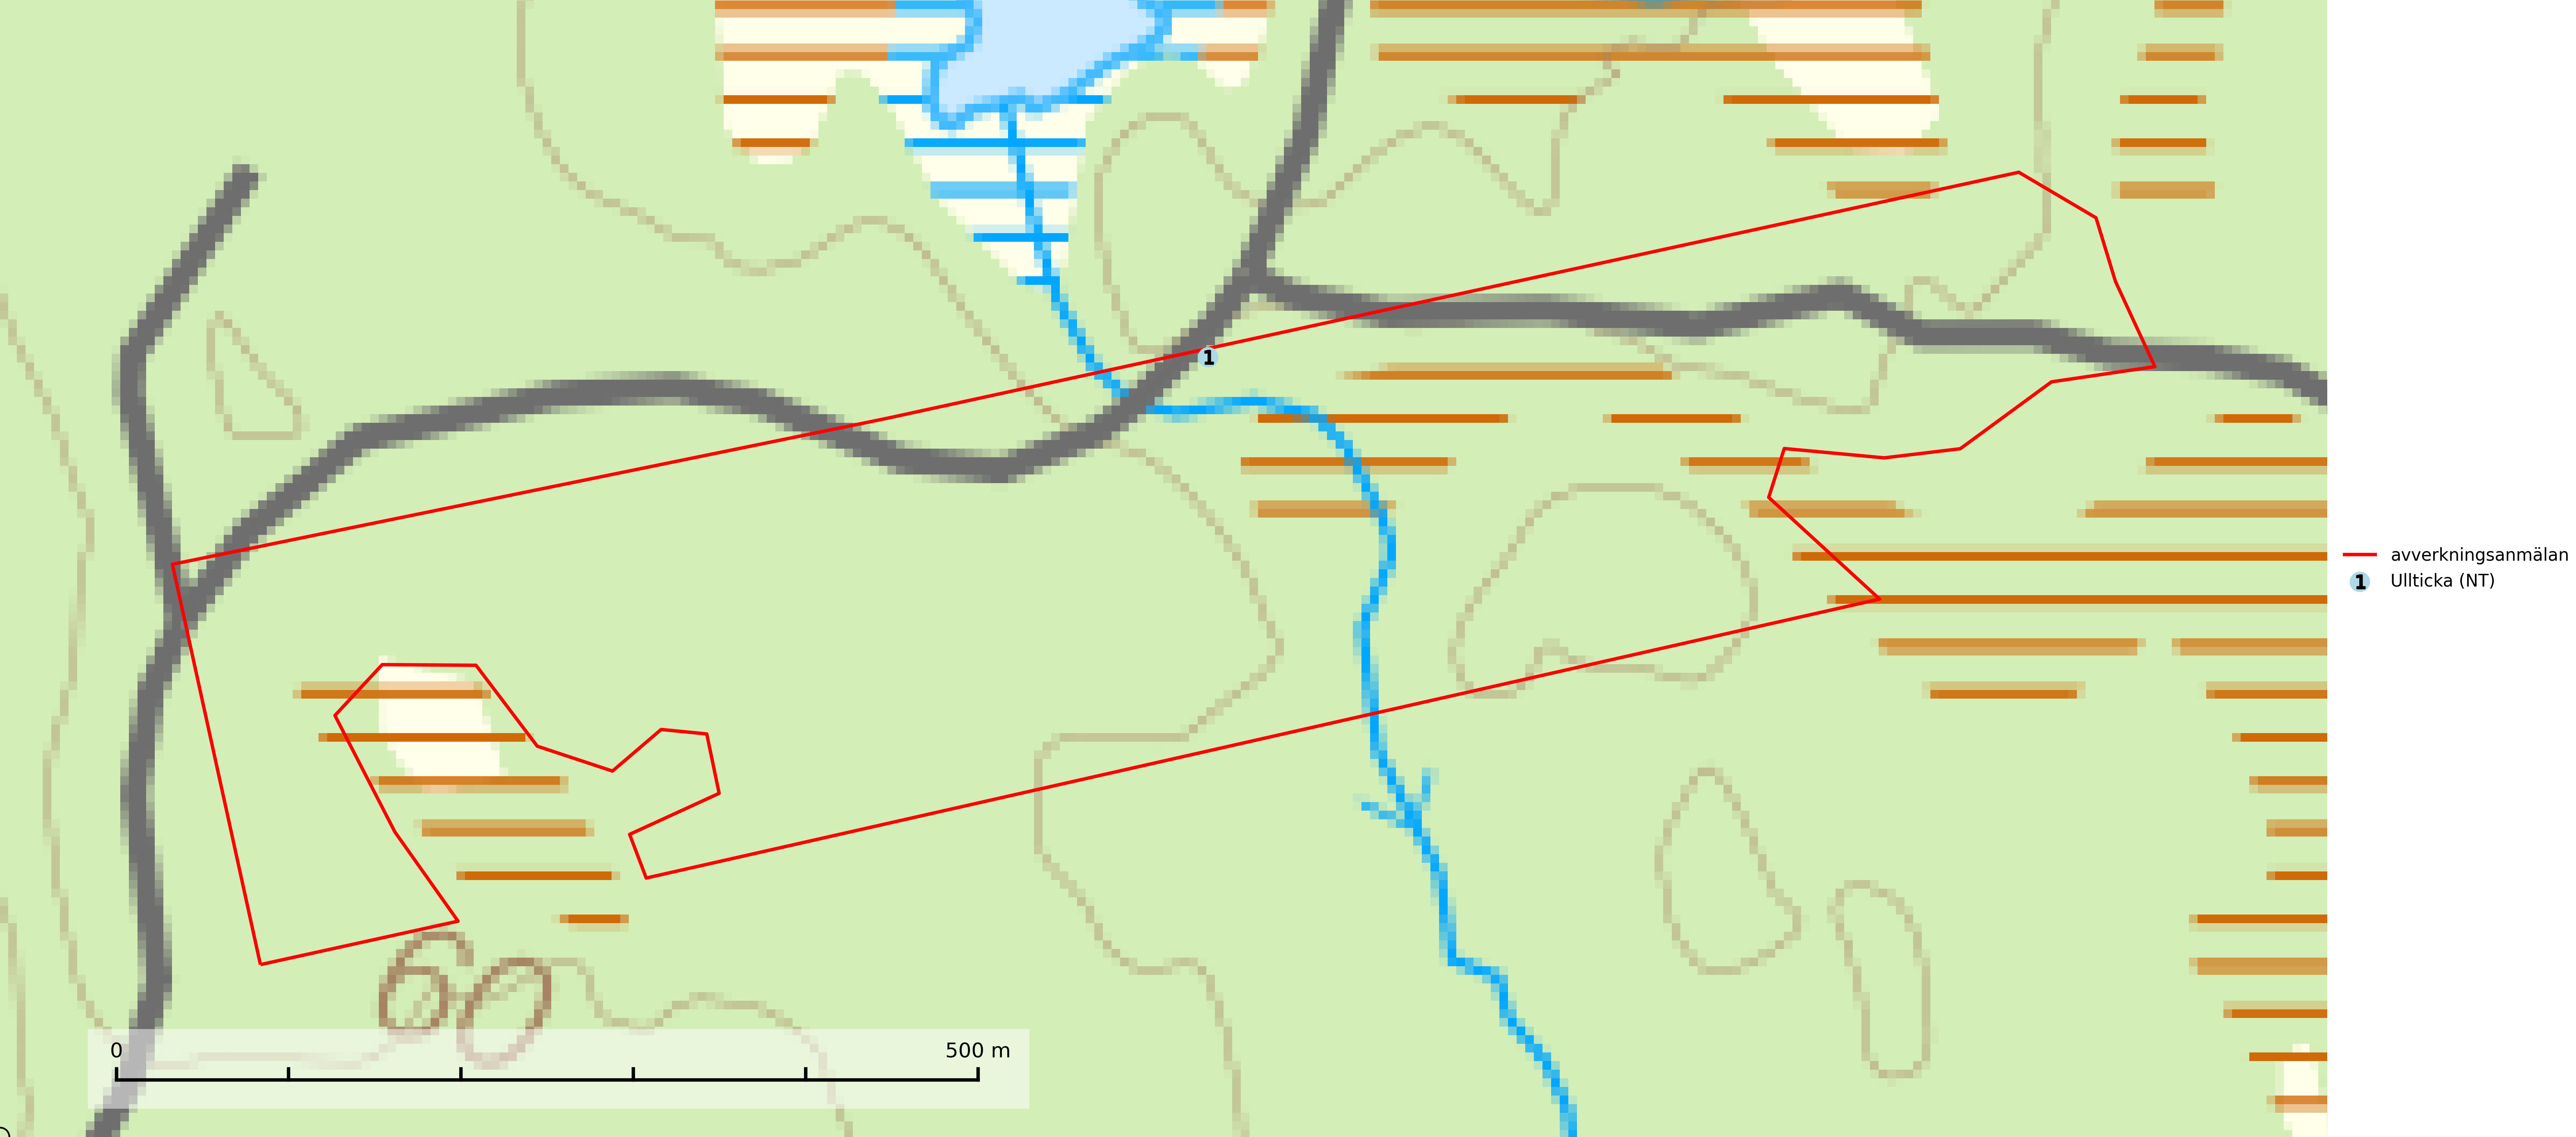 1
avverkningsanmälan
1 Ullticka (NT)
60
0 500 m